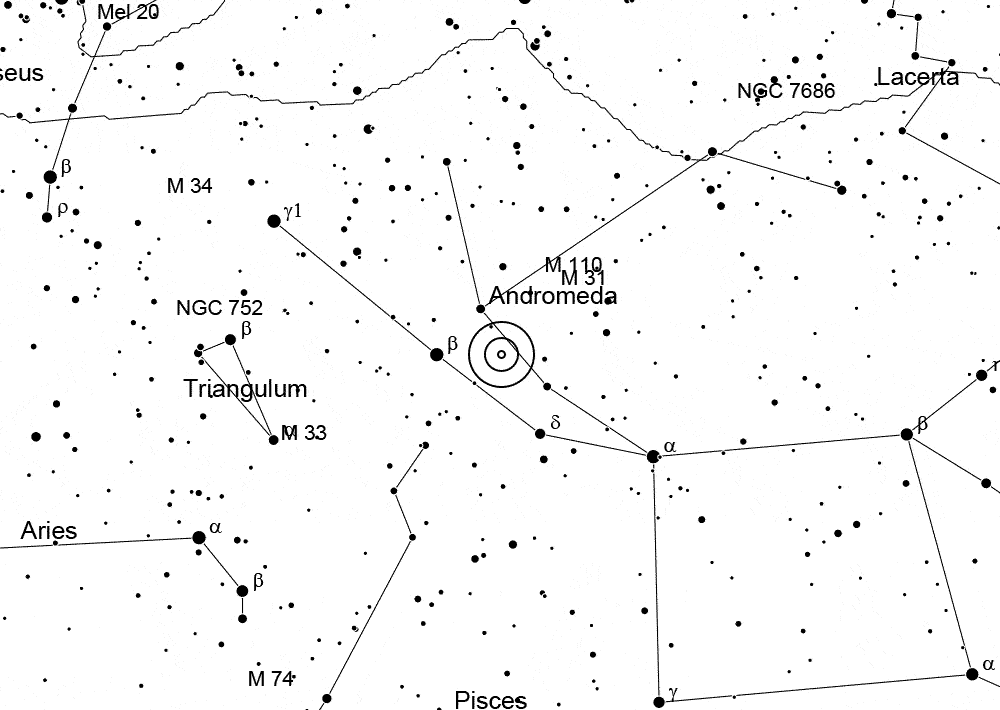 Mel 20
seus
Lacerta
NGC 7686
β
M 34
ρ
γ1
M 110
M 31
Andromeda
NGC 752
β
β
Triangulum
η
δ
β
α
M 33
α
Aries
α
β
α
M 74
γ
Pisces